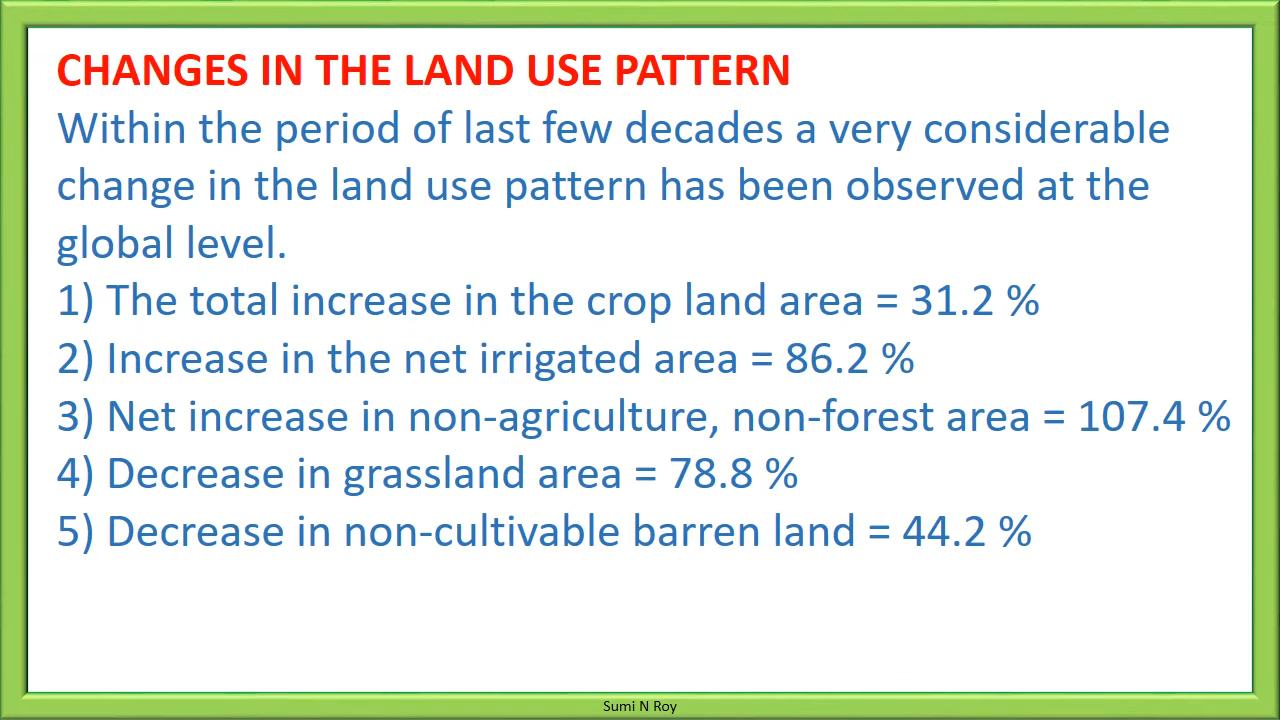 CHANGES IN THE LAND USE PATTERN
Within the period of last few decades a very considerable
change in the land use pattern has been observed at the
global level.
1) The total increase in the crop land area = 31.2 %
2) Increase in the net irrigated area = 86.2 %
3) Net increase in non-agriculture, non-forest area = 107.4 %
4) Decrease in grassland area = 78.8 %
5) Decrease in non-cultivable barren land = 44.2 %
Sumi N Roy